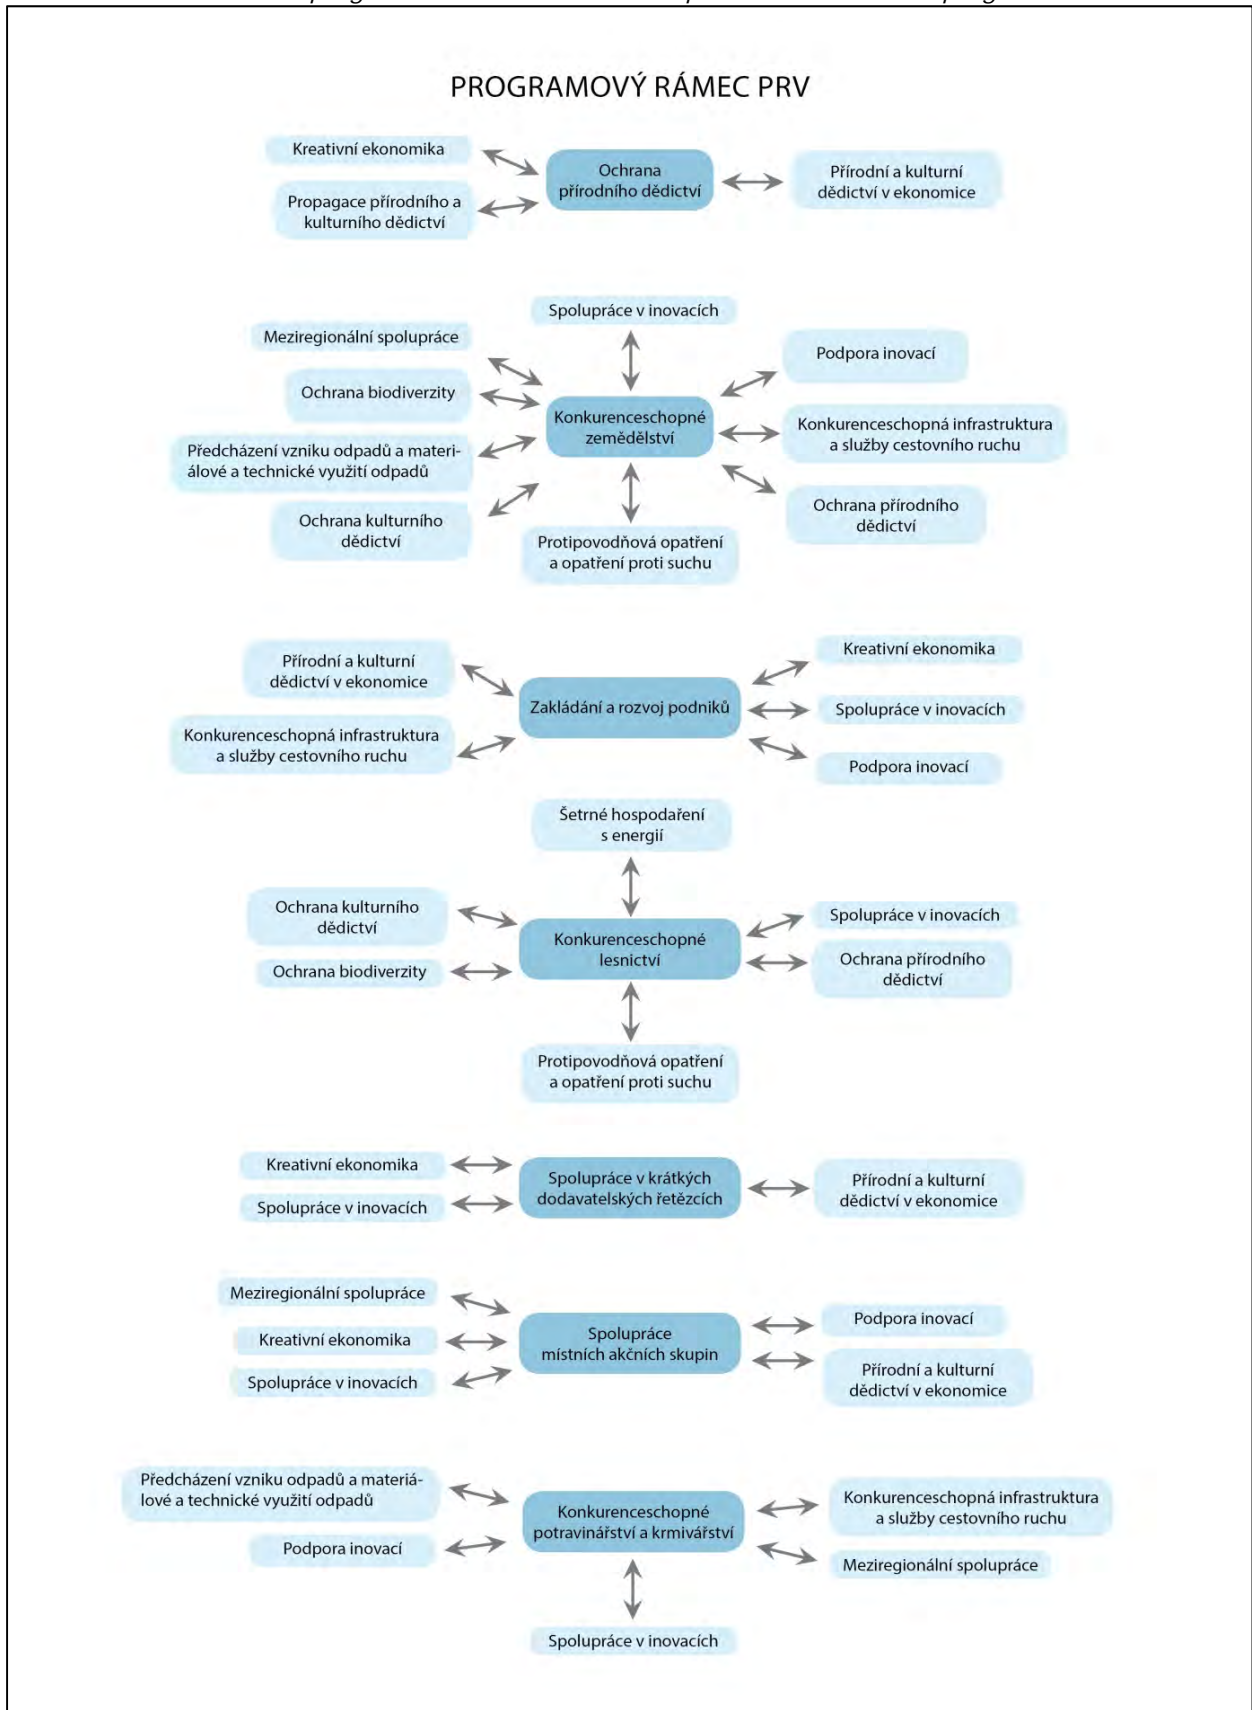 PROGRAMOVÝ RÁMEC PRV
Kreativní ekonomika
Propagace přírodního a
kulturního dědictví
Ochrana
přírodního dědictví
Přírodní a kulturní
dědictví v ekonomice
Spolupráce v inovacích
Meziregionální spolupráce
Ochrana biodiverzity
Předcházení vzniku odpadů a materi-
álové a technické využití odpadů
Ochrana kulturního
dědictví
Konkurenceschopné
zemědělství
Protipovodňová opatření
a opatření proti suchu
Podpora inovací
Konkurenceschopná infrastruktura
a služby cestovního ruchu
Ochrana přírodního
dědictví
Přírodní a kulturní
dědictví v ekonomice
Konkurenceschopná infrastruktura
a služby cestovního ruchu
Zakládání a rozvoj podniků
Kreativní ekonomika
Spolupráce v inovacích
Podpora inovací
Šetrné hospodaření
s energií
Ochrana kulturního
dědictví
Ochrana biodiverzity
Konkurenceschopné
lesnictví
Spolupráce v inovacích
Ochrana přírodního
dědictví
Protipovodňová opatření
a opatření proti suchu
Kreativní ekonomika
Spolupráce v inovacích
Spolupráce v krátkých
dodavatelských řetězcích
Přírodní a kulturní
dědictví v ekonomice
Meziregionální spolupráce
Kreativní ekonomika
Spolupráce v inovacích
Spolupráce
místních akčních skupin
Podpora inovací
Přírodní a kulturní
dědictví v ekonomice
Předcházení vzniku odpadů a materiá-
lové a technické využití odpadů
Podpora inovací
Konkurenceschopné
potravinářství a krmivářství
Konkurenceschopná infrastruktura
a služby cestovního ruchu
Meziregionální spolupráce
Spolupráce v inovacích